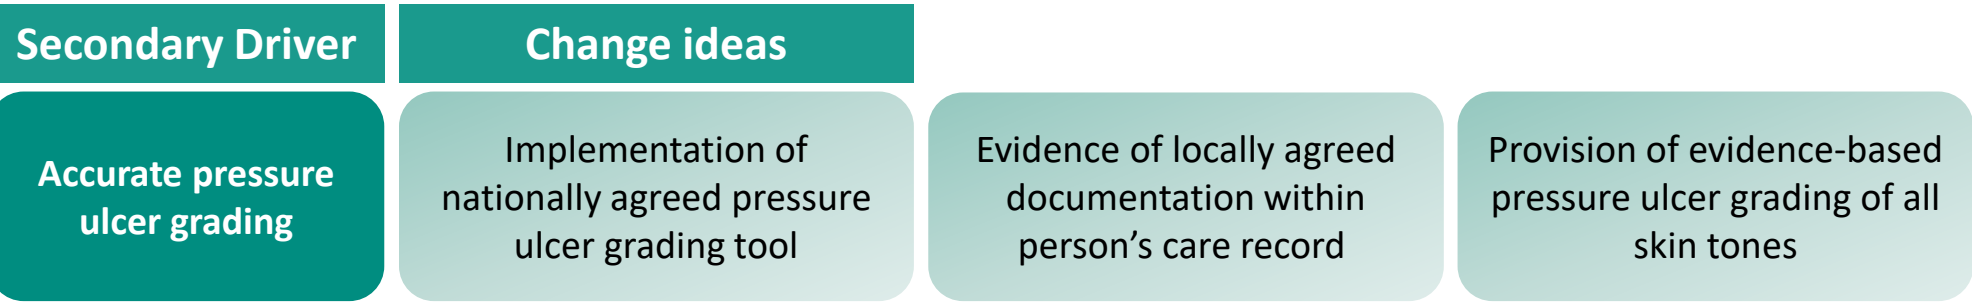 Secondary Driver
Change ideas
Accurate pressure
ulcer grading
Implementation of
nationally agreed pressure
ulcer grading tool
Evidence of locally agreed
documentation within
person’s care record
Provision of evidence-based
pressure ulcer grading of all
skin tones